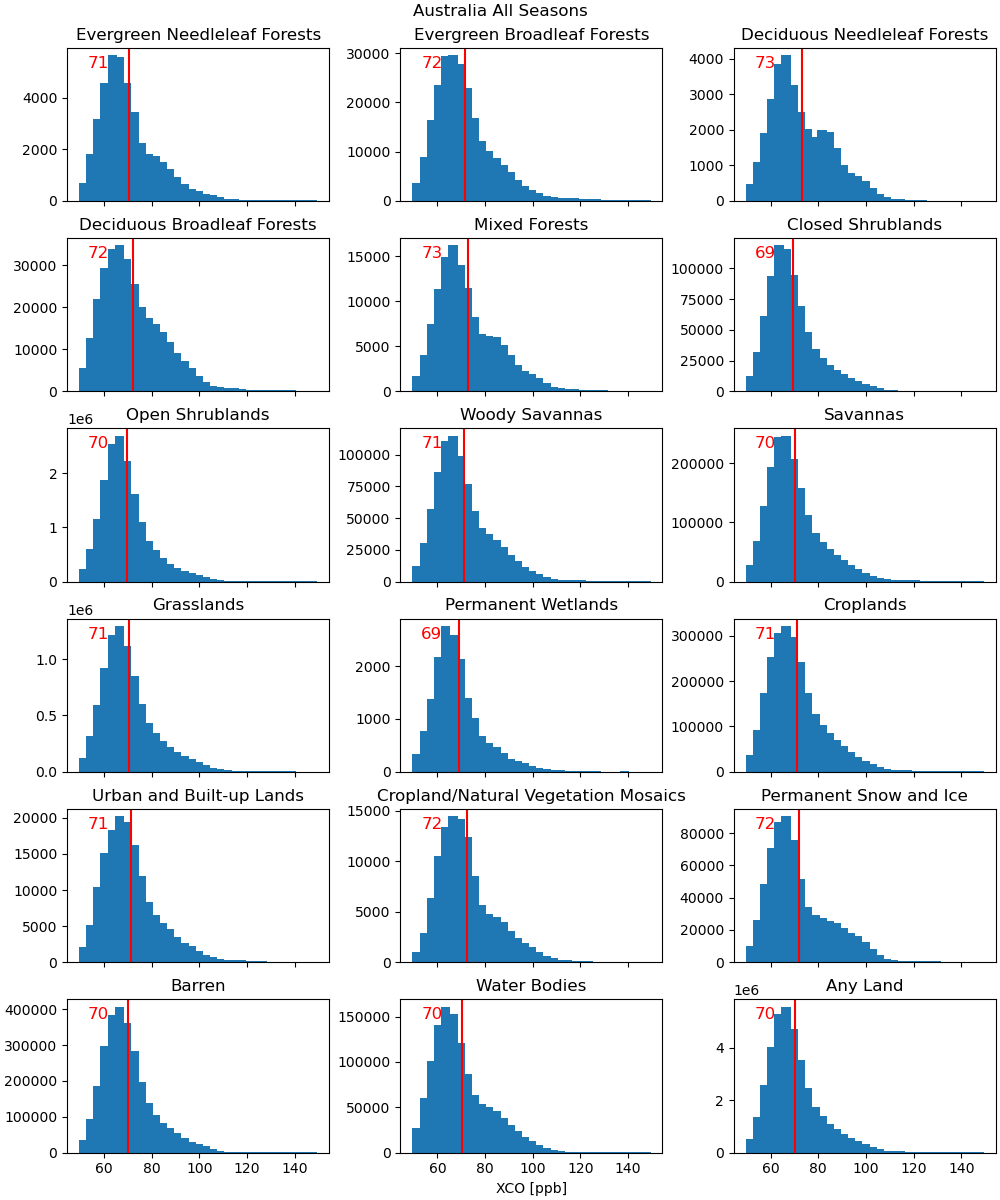 Australia All Seasons
Evergreen Needleleaf Forests Evergreen Broadleaf Forests Deciduous Needleleaf Forests
71 72 73
4000 2000 0
30000 20000 10000 0
4000 3000 2000 1000 0
Deciduous Broadleaf Forests Mixed Forests Closed Shrublands
72 73 69
30000 20000 10000 0
15000 10000 5000 0
100000 75000 50000 25000 0
Open Shrublands Woody Savannas Savannas
1e6
70 71 70
2 1 0
100000 75000 50000 25000 0
200000 100000 0
Grasslands Permanent Wetlands Croplands
1e6
71 69 71
1.0 0.5 0.0
2000 1000 0
300000 200000 100000 0
Urban and Built-up Lands Cropland/Natural Vegetation Mosaics Permanent Snow and Ice
71 72 72
20000 15000 10000 5000 0
15000 10000 5000 0
80000 60000 40000 20000 0
Barren Water Bodies Any Land
1e6
70 70 70
400000 300000 200000 100000 0
150000 100000 50000 0
4 2 0
60 80 100 120 140 60 80 100 120 140 60 80 100 120 140
XCO [ppb]